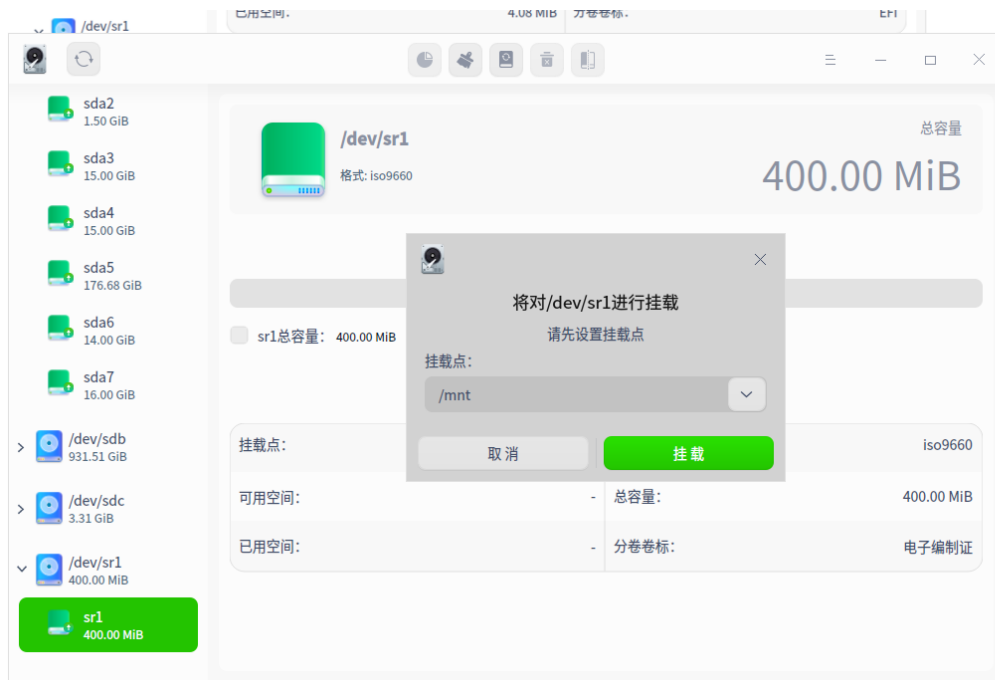 /dev/sr1
已用空间:
4.08 MIB
分卷卷标:
EFI
sda2
1.50 GiB
sda3
15.00 GiB
sda4
15.00 GiB
sda5
176.68 GiB
sda6
14.00 GiB
sda7
16.00 GiB
/dev/sdb
931.51 GiB
/dev/sdc
3.31 GiB
/dev/sr1
400.00 MiB
sr1
400.00 MiB
/dev/sr1
格式: iso9660
总容量
400.00 MiB
sr1总容量: 400.00 MiB
将对/dev/sr1进行挂载
请先设置挂载点
挂载点:
/mnt
取消
挂载
挂载点:
iso9660
可用空间:
-
总容量:
400.00 MiB
已用空间:
-
分卷卷标:
电子编制证